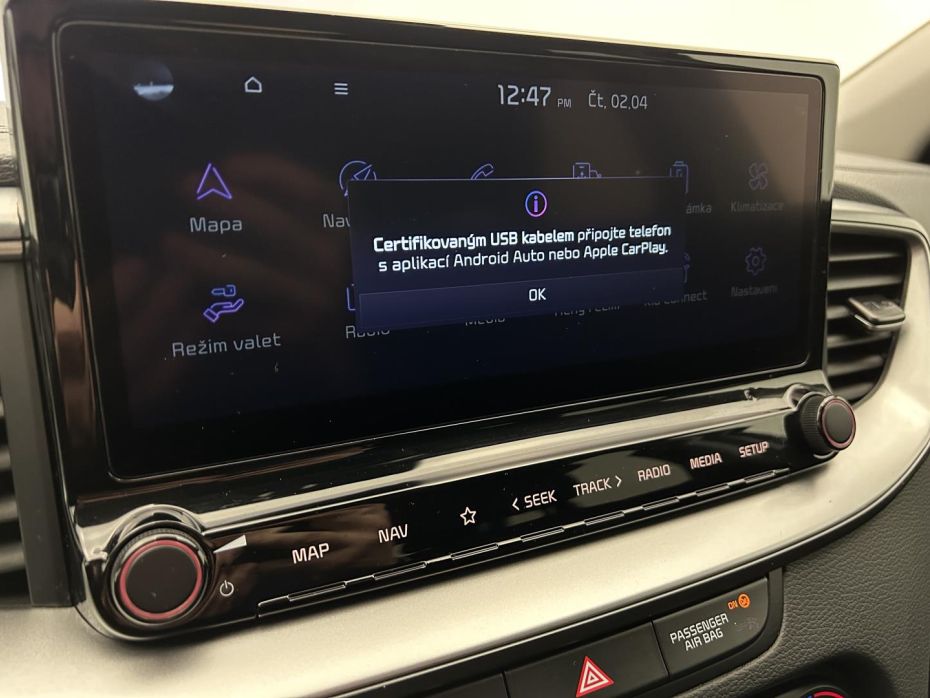 12:47 PM Čt, 02.04
Mapa
ámka
Klimatizace
Certifikovaným USB kabelem připojte telefon
s aplikací Android Auto nebo Apple CarPlay.
OK
Režim valet
Nastavení
MAP NAV < SEEK TRACK > RADIO MEDIA SETUP
ON
PASSENGER
AIR BAG